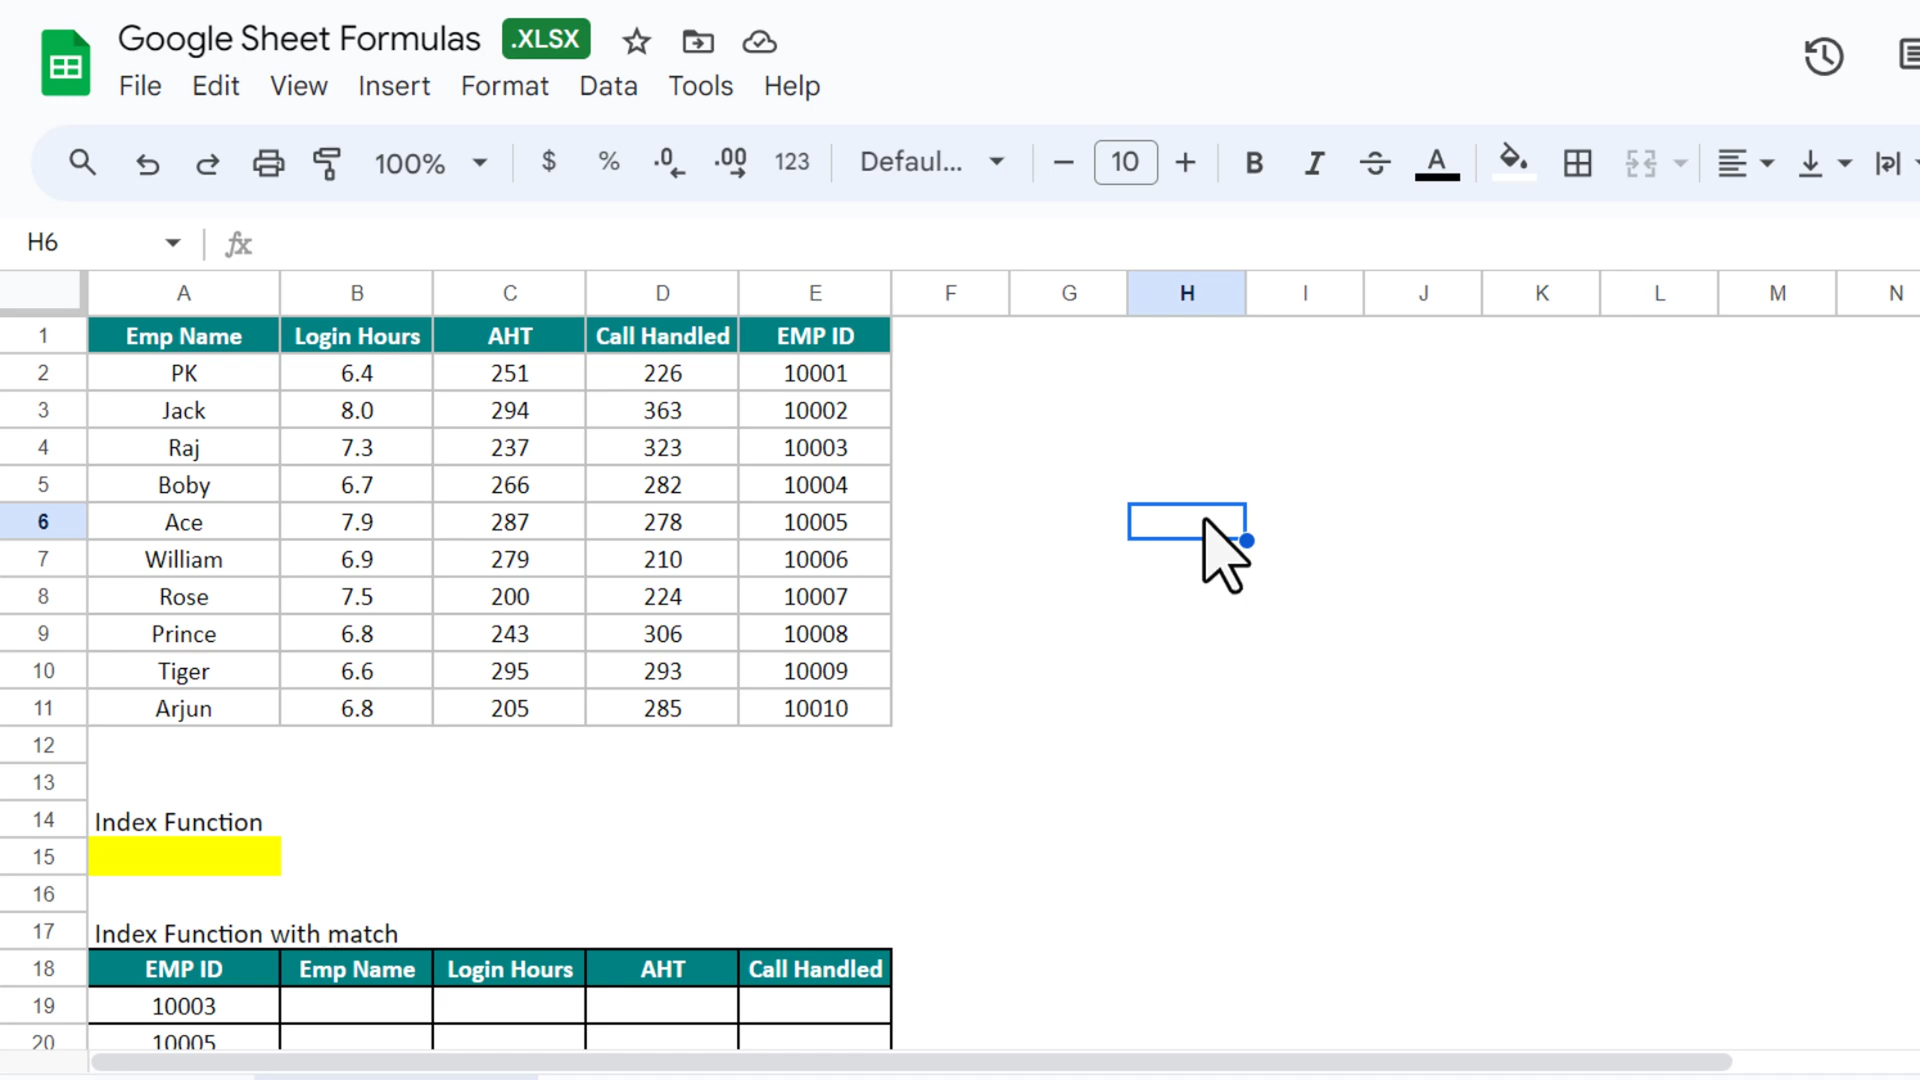 Google Sheet Formulas .XLSX
File Edit View Insert Format Data Tools Help
100% $ % .0 .00 123 Defaul... − 10 + B I S A
H6 fx
A B C D E F G H I J K L M N
1 Emp Name Login Hours AHT Call Handled EMP ID
2 PK 6.4 251 226 10001
3 Jack 8.0 294 363 10002
4 Raj 7.3 237 323 10003
5 Boby 6.7 266 282 10004
6 Ace 7.9 287 278 10005
7 William 6.9 279 210 10006
8 Rose 7.5 200 224 10007
9 Prince 6.8 243 306 10008
10 Tiger 6.6 295 293 10009
11 Arjun 6.8 205 285 10010
12
13
14 Index Function
15
16
17 Index Function with match
18 EMP ID Emp Name Login Hours AHT Call Handled
19 10003
20 10005